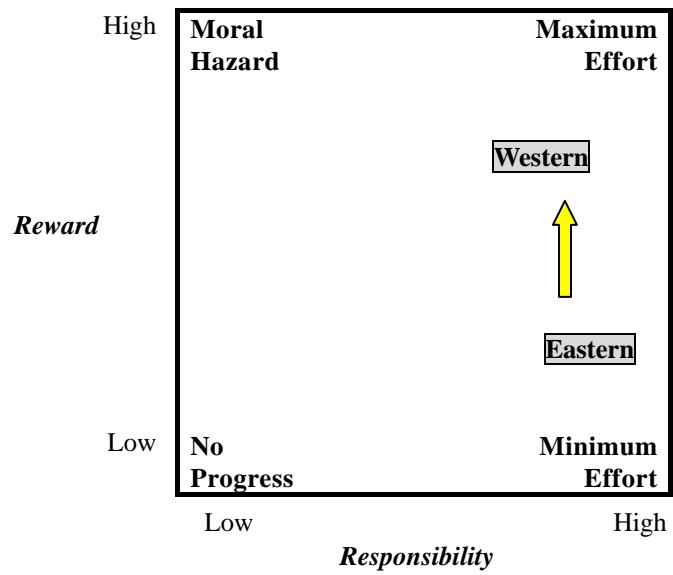 High
Moral
Hazard
Maximum
Effort
Western
Reward
Eastern
Low
No
Progress
Minimum
Effort
Low
High
Responsibility